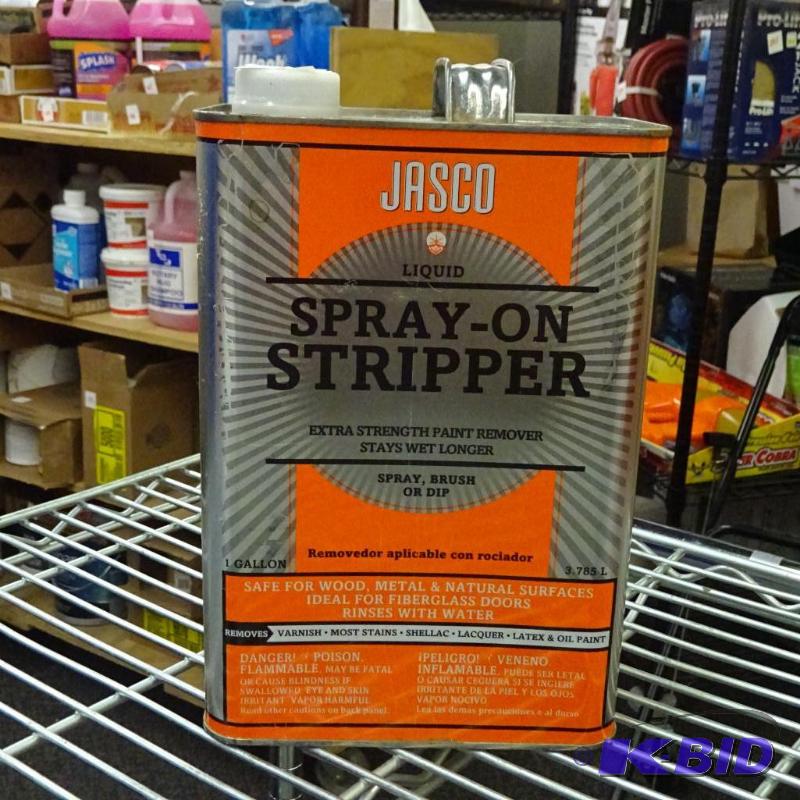 JASCO
LIQUID
SPRAY-ON
STRIPPER
EXTRA STRENGTH PAINT REMOVER
STAYS WET LONGER
SPRAY, BRUSH
OR DIP
Removedor aplicable con rociador
1 GALLON
3.785 L
SAFE FOR WOOD, METAL & NATURAL SURFACES
IDEAL FOR FIBERGLASS DOORS
RINSES WITH WATER
REMOVES VARNISH • MOST STAINS • SHELLAC • LACQUER • LATEX & OIL PAINT
DANGER! POISON.
FLAMMABLE. MAY BE FATAL
OR CAUSE BLINDNESS IF
SWALLOWED. EYE AND SKIN
IRRITANT. VAPOR HARMFUL.
Read other cautions on back panel.
¡PELIGRO! VENENO.
INFLAMABLE. PUEDE SER LETAL
O CAUSAR CEGUERA SI SE INGIERE
IRRITANTE DE LA PIEL Y LOS OJOS
VAPOR NOCIVO
Lea las demas precauciones al
SPLASH
Wash
COBRA
K-BID